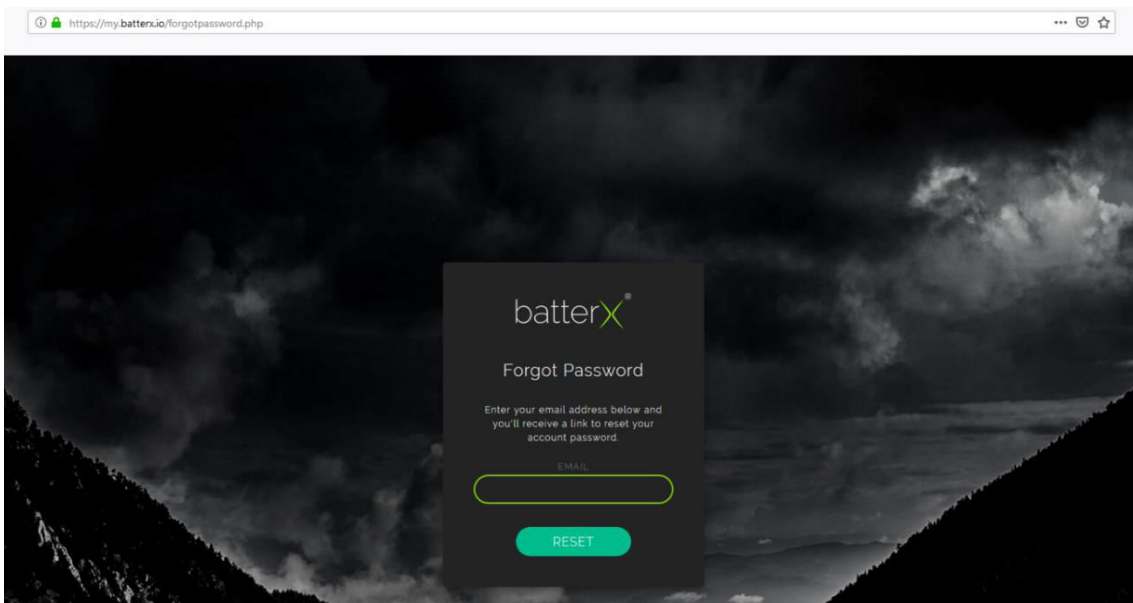 https://my.batterx.io/forgotpassword.php
batterX®
Forgot Password
Enter your email address below and
you'll receive a link to reset your
account password.
EMAIL
RESET